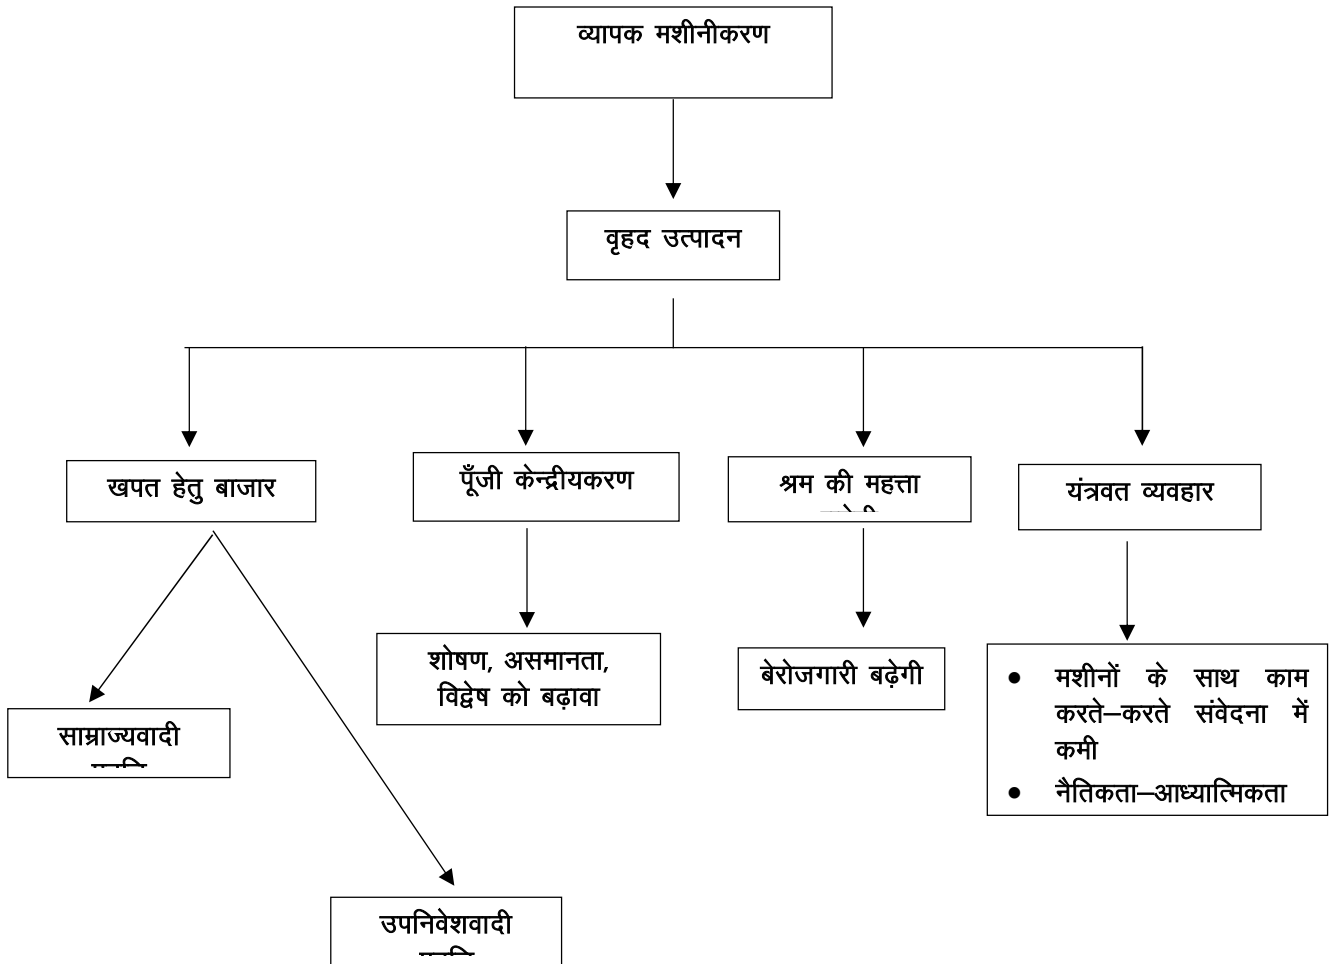 व्यापक मशीनीकरण
वृहद उत्पादन
खपत हेतु बाजार
पूँजी केन्द्रीयकरण
श्रम की महत्ता
यंत्रवत व्यवहार
शोषण, असमानता,
विद्वेष को बढ़ावा
बेरोजगारी बढ़ेगी
मशीनों के साथ काम
करते–करते संवेदना में
कमी
नैतिकता–आध्यात्मिकता
साम्राज्यवादी
उपनिवेशवादी